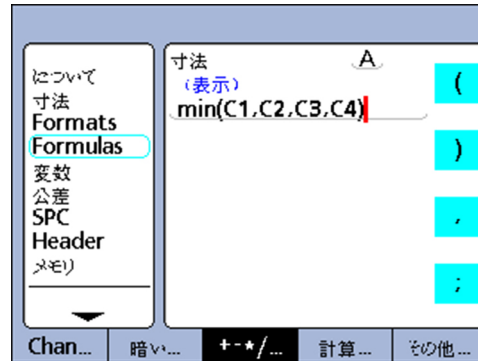 について
寸法
Formats
Formulas
変数
公差
SPC
Header
メモリ
寸法
A
(表示)
min(C1,C2,C3,C4)
(
)
,
;
Chan...
暗い...
+-*/...
計算...
その他...